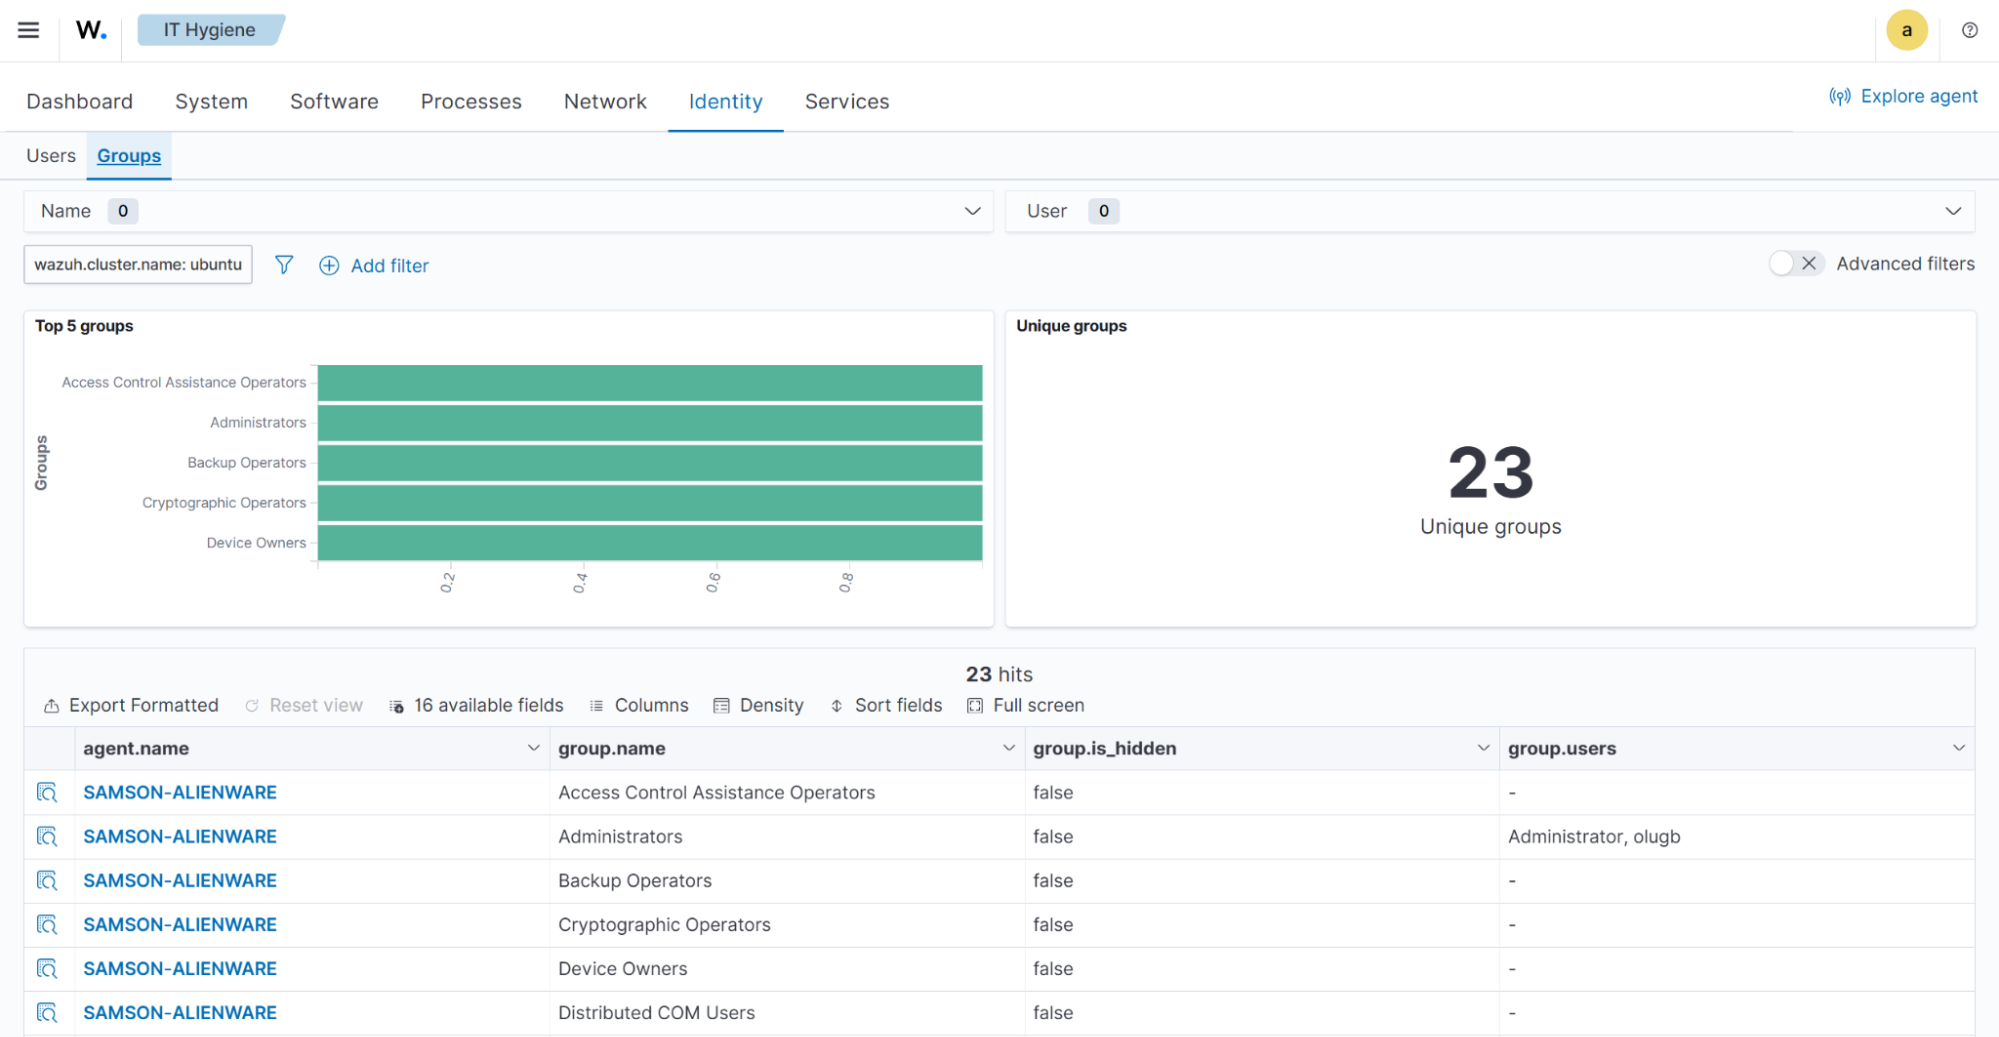 W. IT Hygiene a
Dashboard System Software Processes Network Identity Services Explore agent
Users Groups
Name 0 User 0
wazuh.cluster.name: ubuntu Add filter Advanced filters
Top 5 groups
Groups
Access Control Assistance Operators
Administrators
Backup Operators
Cryptographic Operators
Device Owners
0.2 0.4 0.6 0.8
Unique groups
23
Unique groups
23 hits
Export Formatted Reset view 16 available fields Columns Density Sort fields Full screen
agent.name group.name group.is_hidden group.users
SAMSON-ALIENWARE Access Control Assistance Operators false -
SAMSON-ALIENWARE Administrators false Administrator, olugb
SAMSON-ALIENWARE Backup Operators false -
SAMSON-ALIENWARE Cryptographic Operators false -
SAMSON-ALIENWARE Device Owners false -
SAMSON-ALIENWARE Distributed COM Users false -